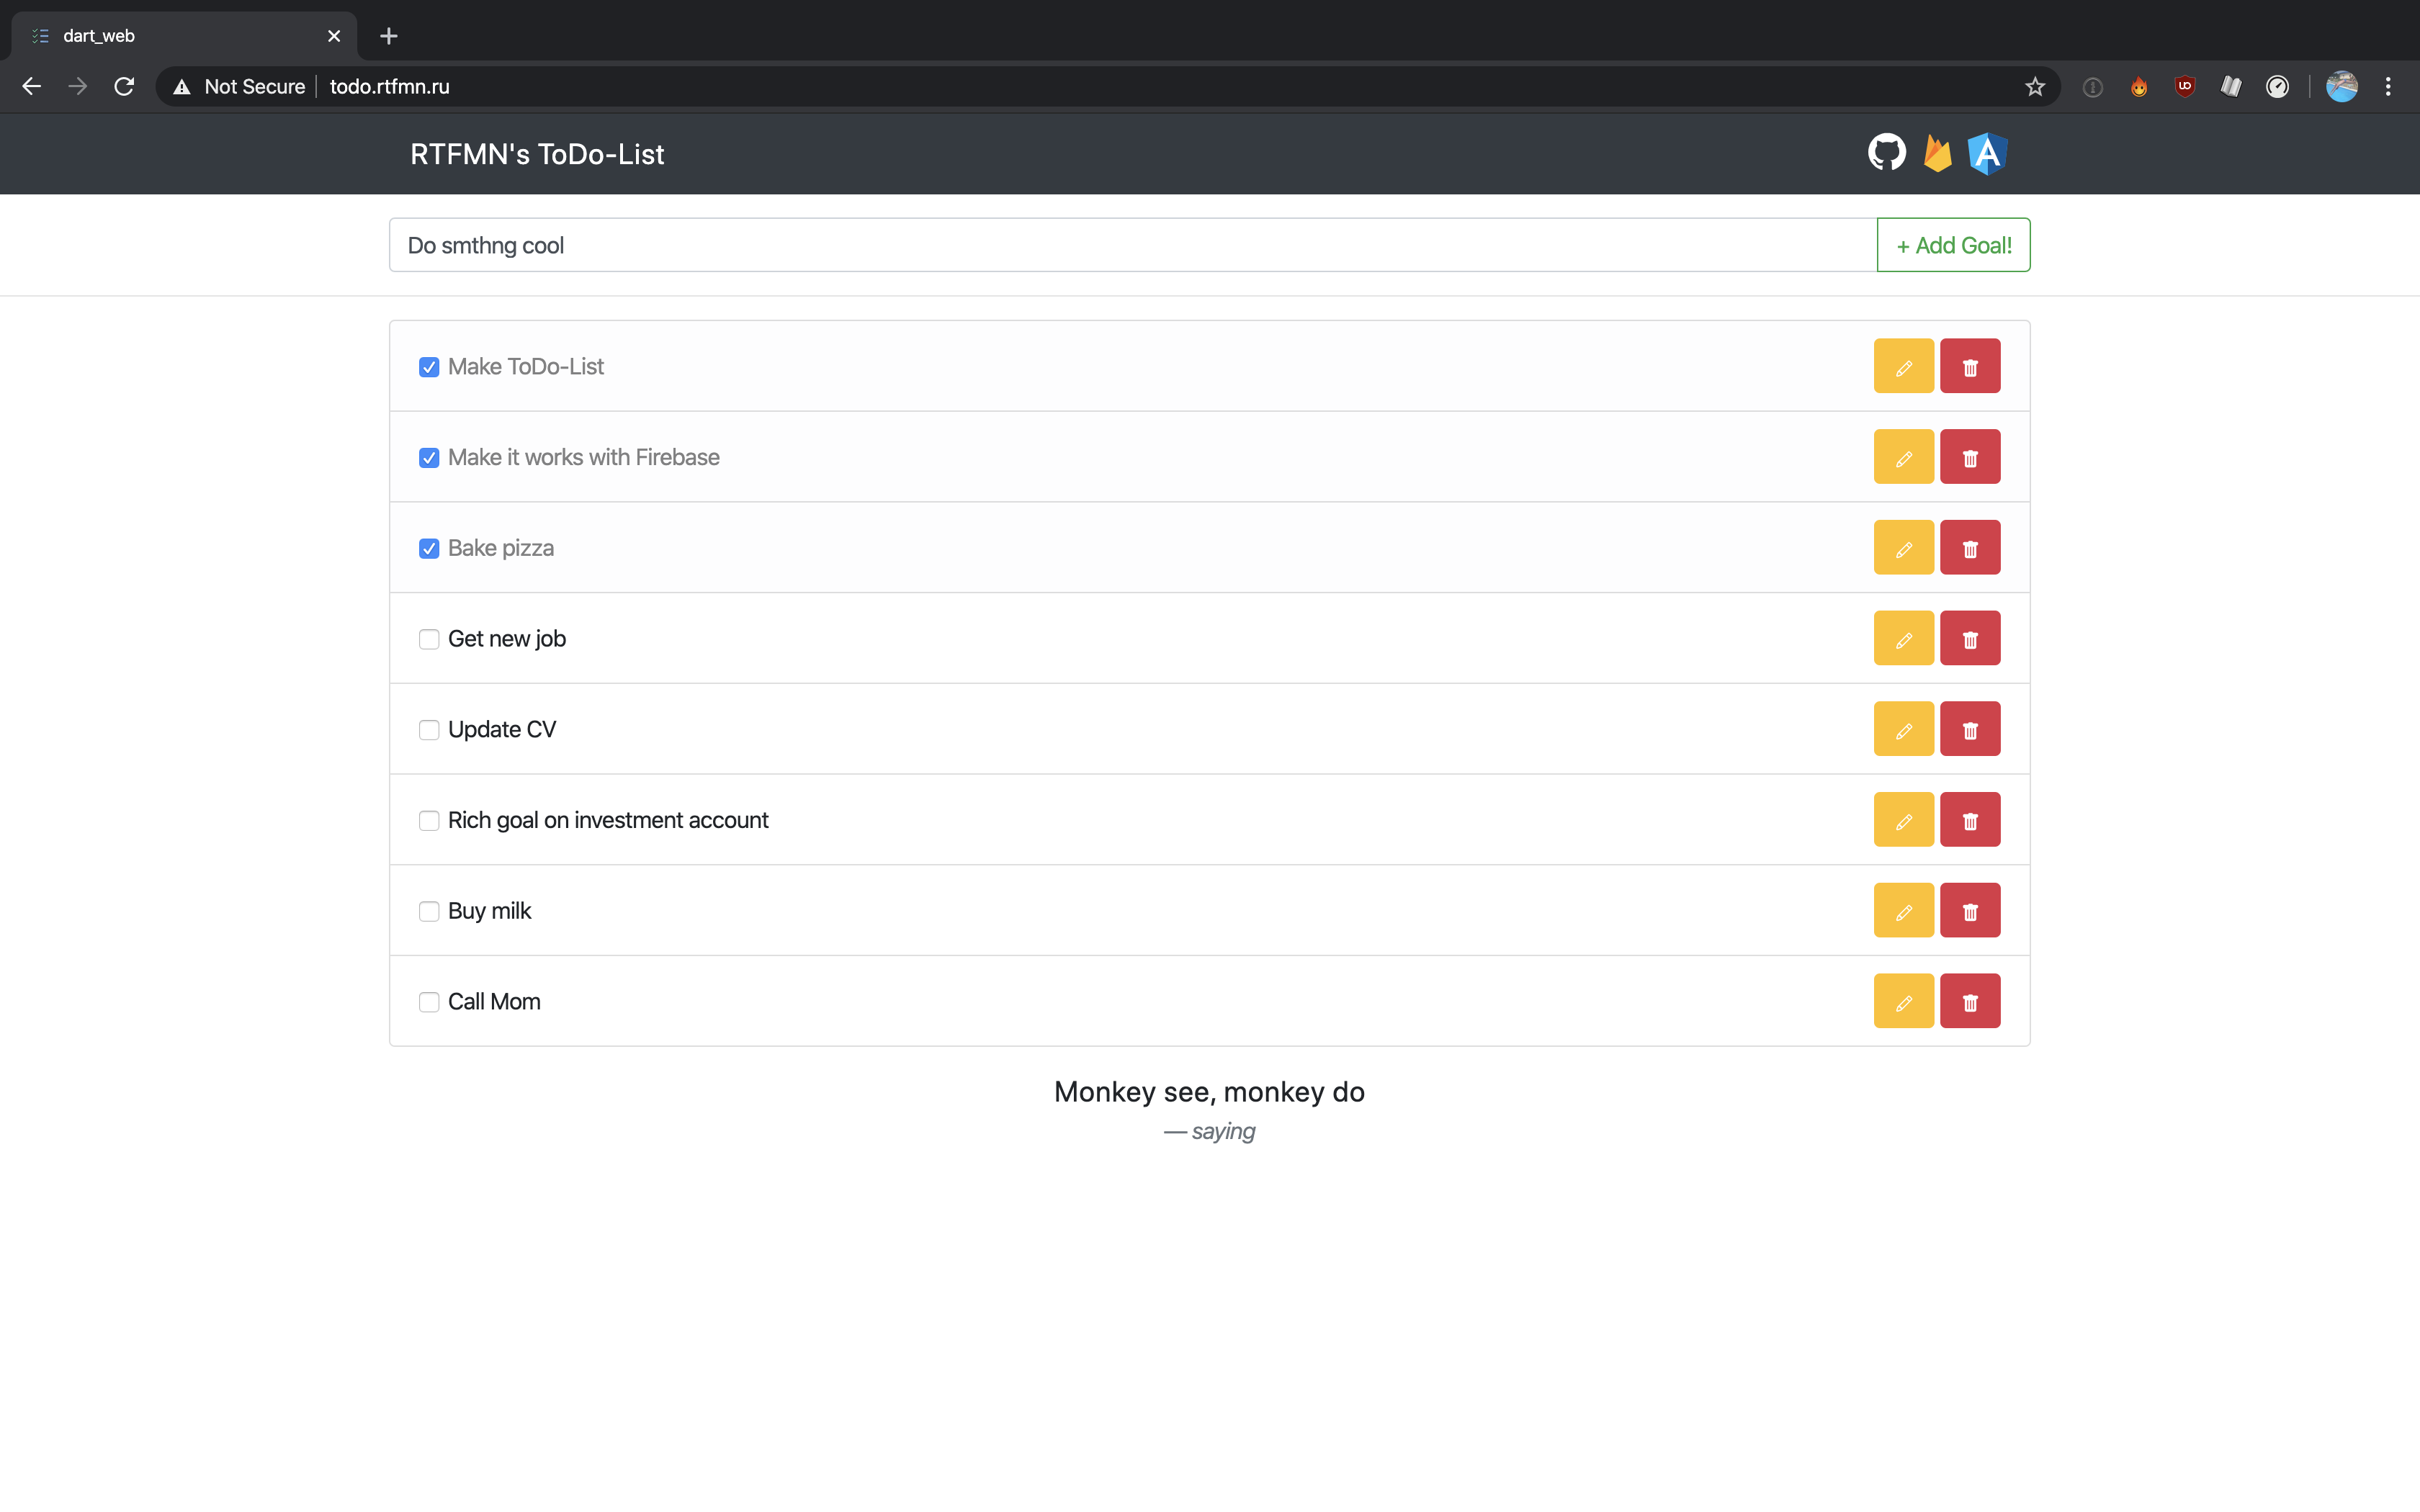 dart_web
Not Secure todo.rtfmn.ru
RTFMN's ToDo-List
Do smthng cool
+ Add Goal!
Make ToDo-List
Make it works with Firebase
Bake pizza
Get new job
Update CV
Rich goal on investment account
Buy milk
Call Mom
Monkey see, monkey do
— saying